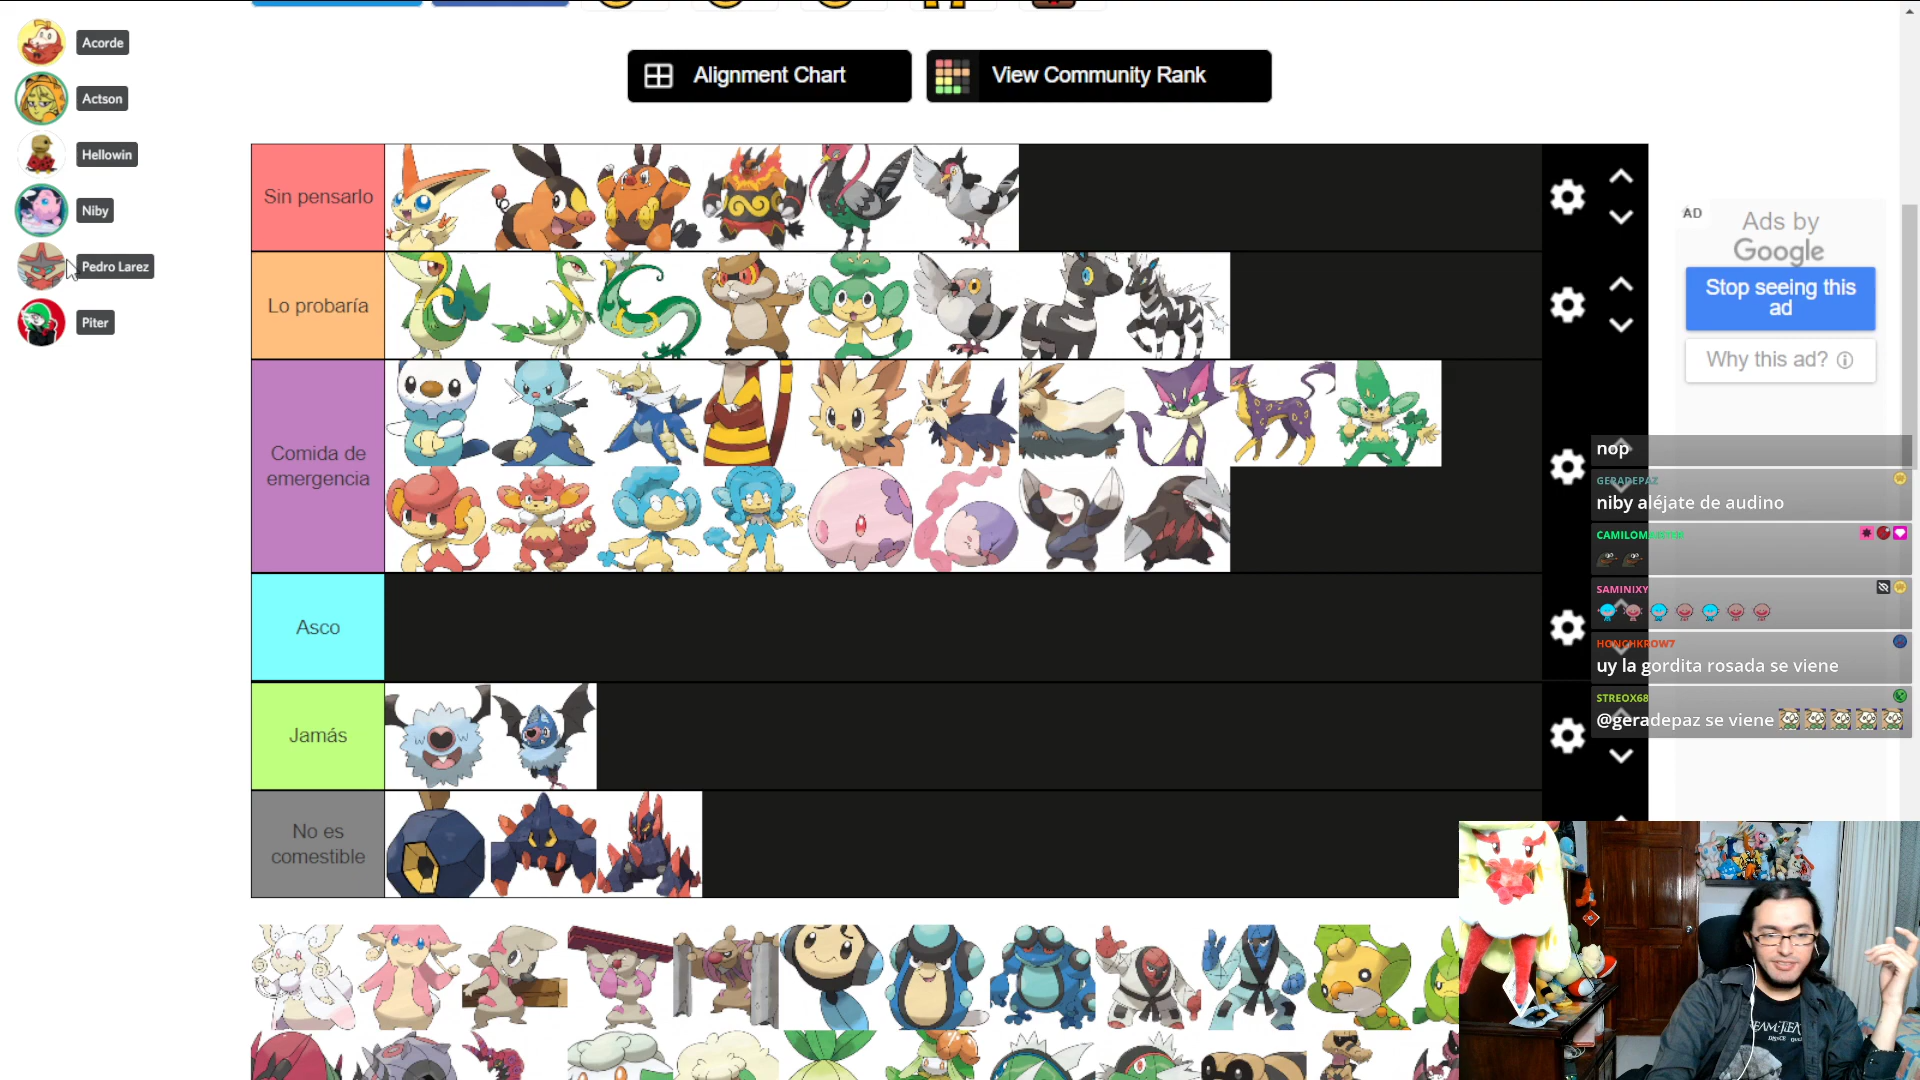 Acorde
Actson
Hellowin
Niby
Pedro Larez
Piter
Alignment Chart
View Community Rank
Sin pensarlo
Lo probaría
Comida de
emergencia
Asco
Jamás
No es
comestible
AD
Ads by
Google
Stop seeing this
ad
Why this ad?
nop
GERADEPAZ
niby aléjate de audino
SAMINIXY
HONCHKROW7
uy la gordita rosada se viene
STREOX68
@geradepaz se viene